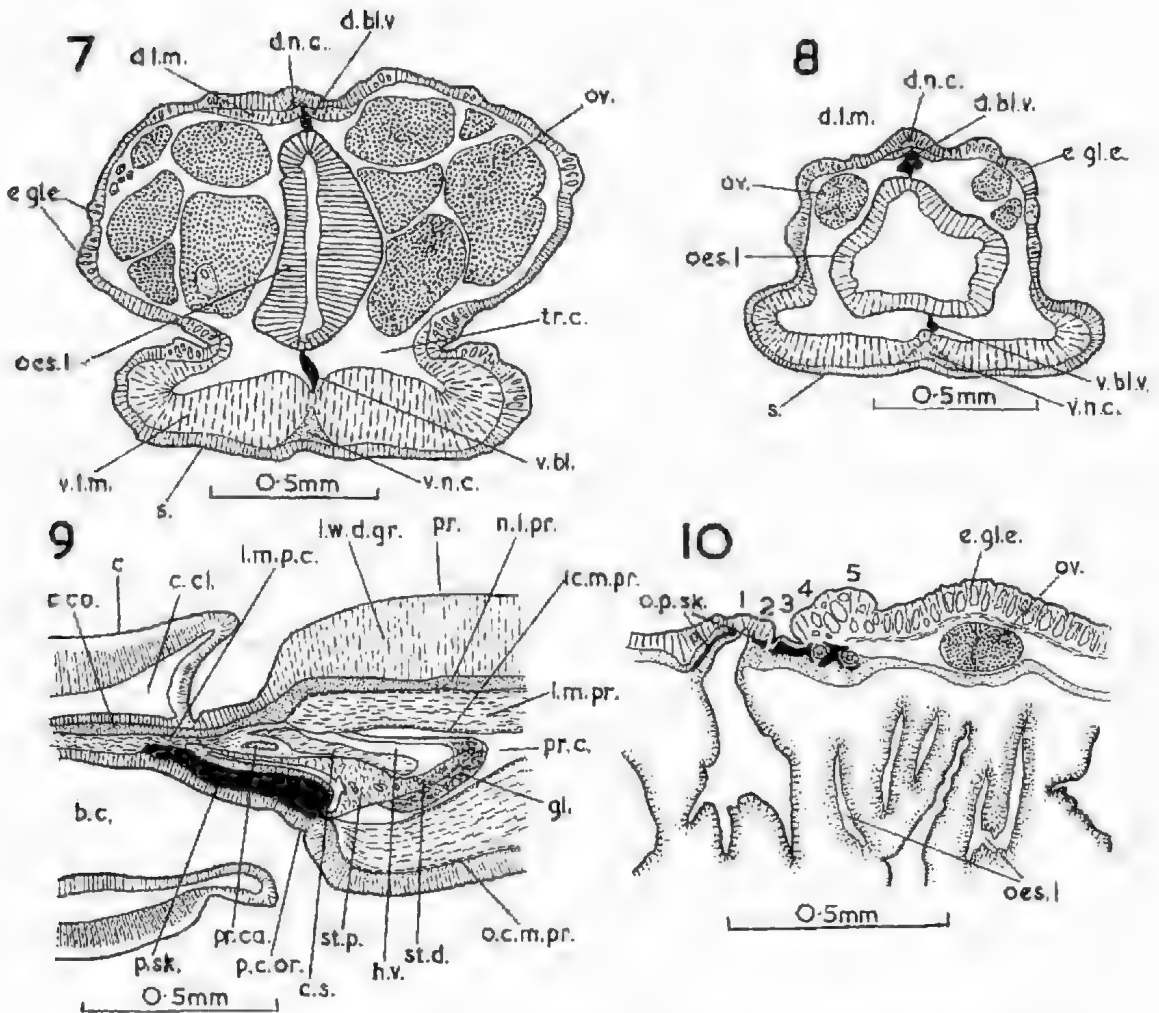 7
d.l.m.
d.n.c.
d.bl.v
ov.
e.gl.e.
oes.l
tr.c.
v.l.m.
s.
v.n.c.
v.bl.
0·5mm
8
d.l.m.
d.n.c.
d.bl.v.
e.gl.e.
ov.
oes.l
s.
v.bl.v.
v.n.c.
0·5mm
9
c
c.co.
c.cl.
l.m.p.c.
l.w.d.gr.
pr.
n.l.pr.
l.m.pr.
pr.c.
gl.
b.c.
p.sk.
pr.ca.
p.c.or.
c.s.
st.p.
h.v.
st.d.
o.c.m.pr.
0·5mm
10
e.gl.e.
ov.
o.p.sk.
1 2 3 4 5
oes.l
0·5mm